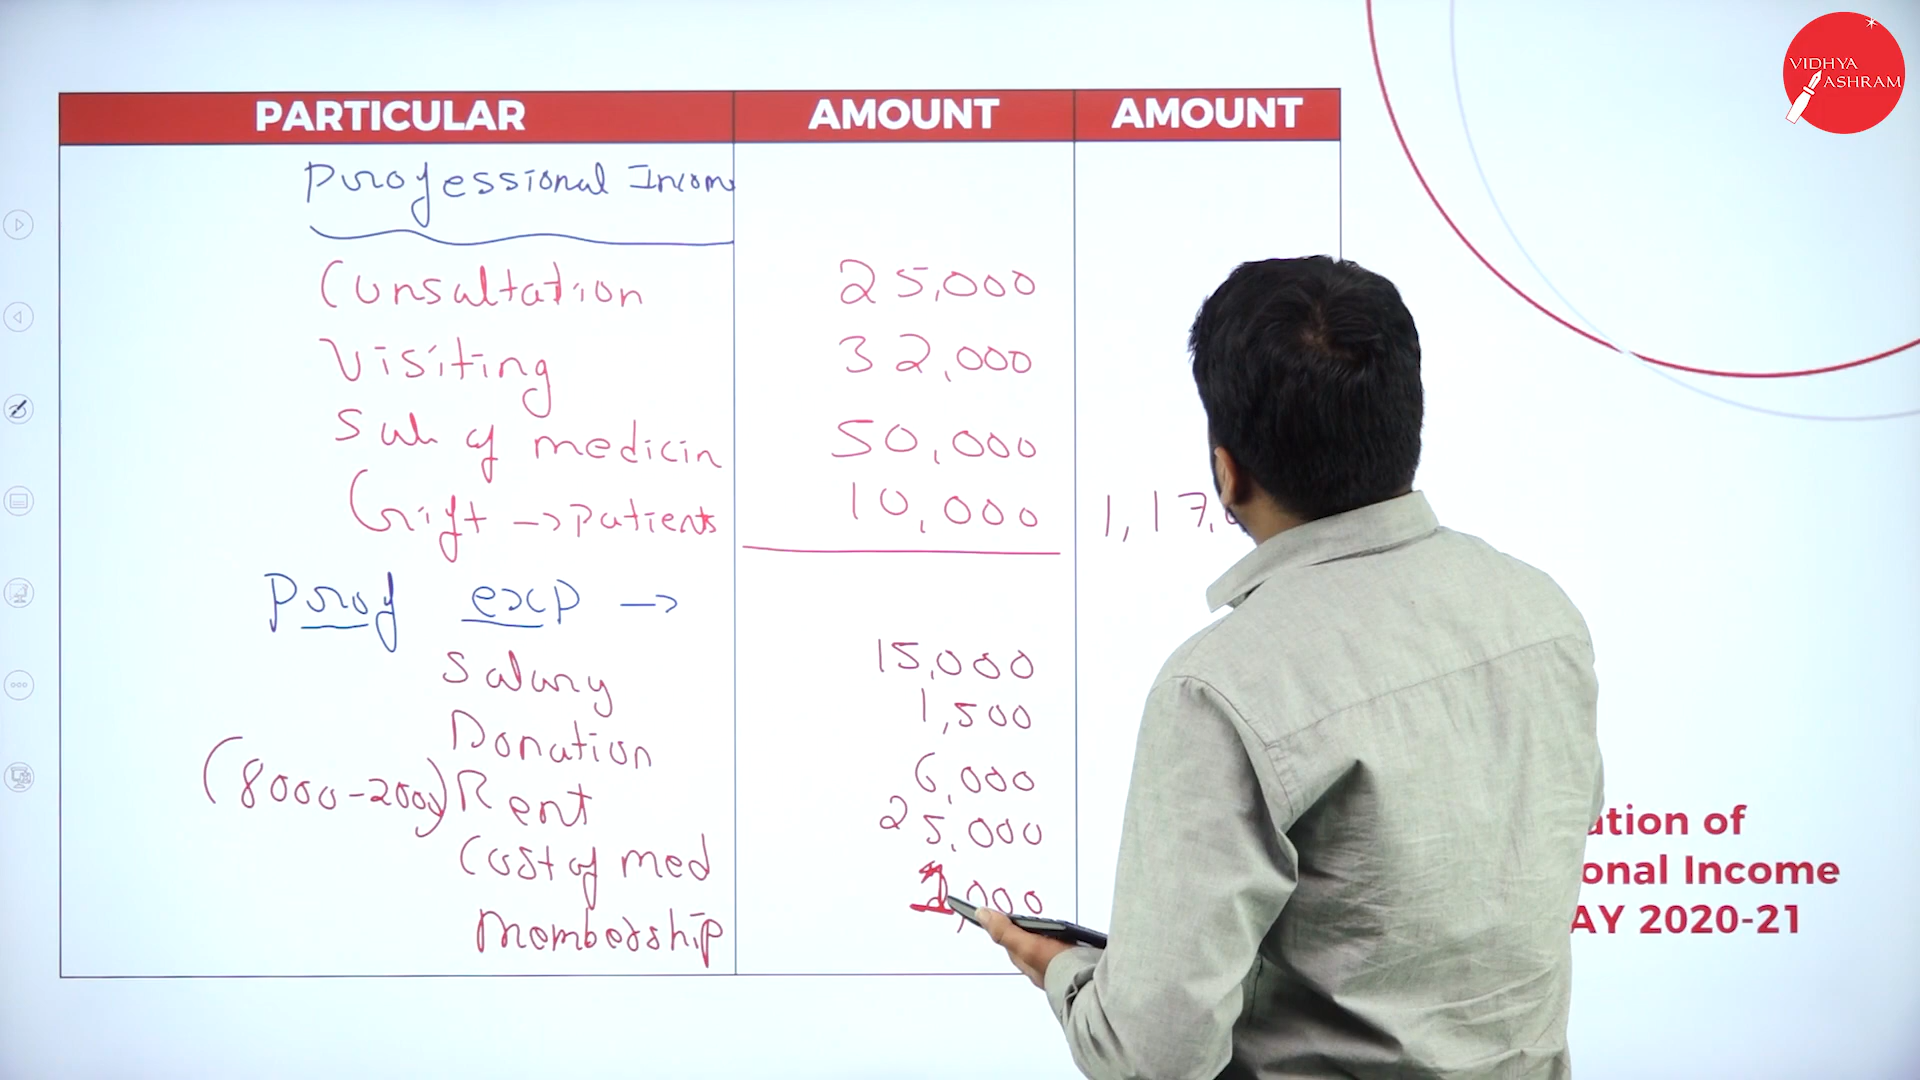 VIDHYA
ASHRAM
PARTICULAR AMOUNT AMOUNT
Professional Incom
Consultation 25,000
Visiting 32,000
Sale of medicin 50,000
Gift → patients 10,000 1,17,
Prof exp →
Salary 15,000
Donation 1,500
(8000-2000) Rent 6,000
Cost of med 25,000
membership ,000
ation of
onal Income
AY 2020-21